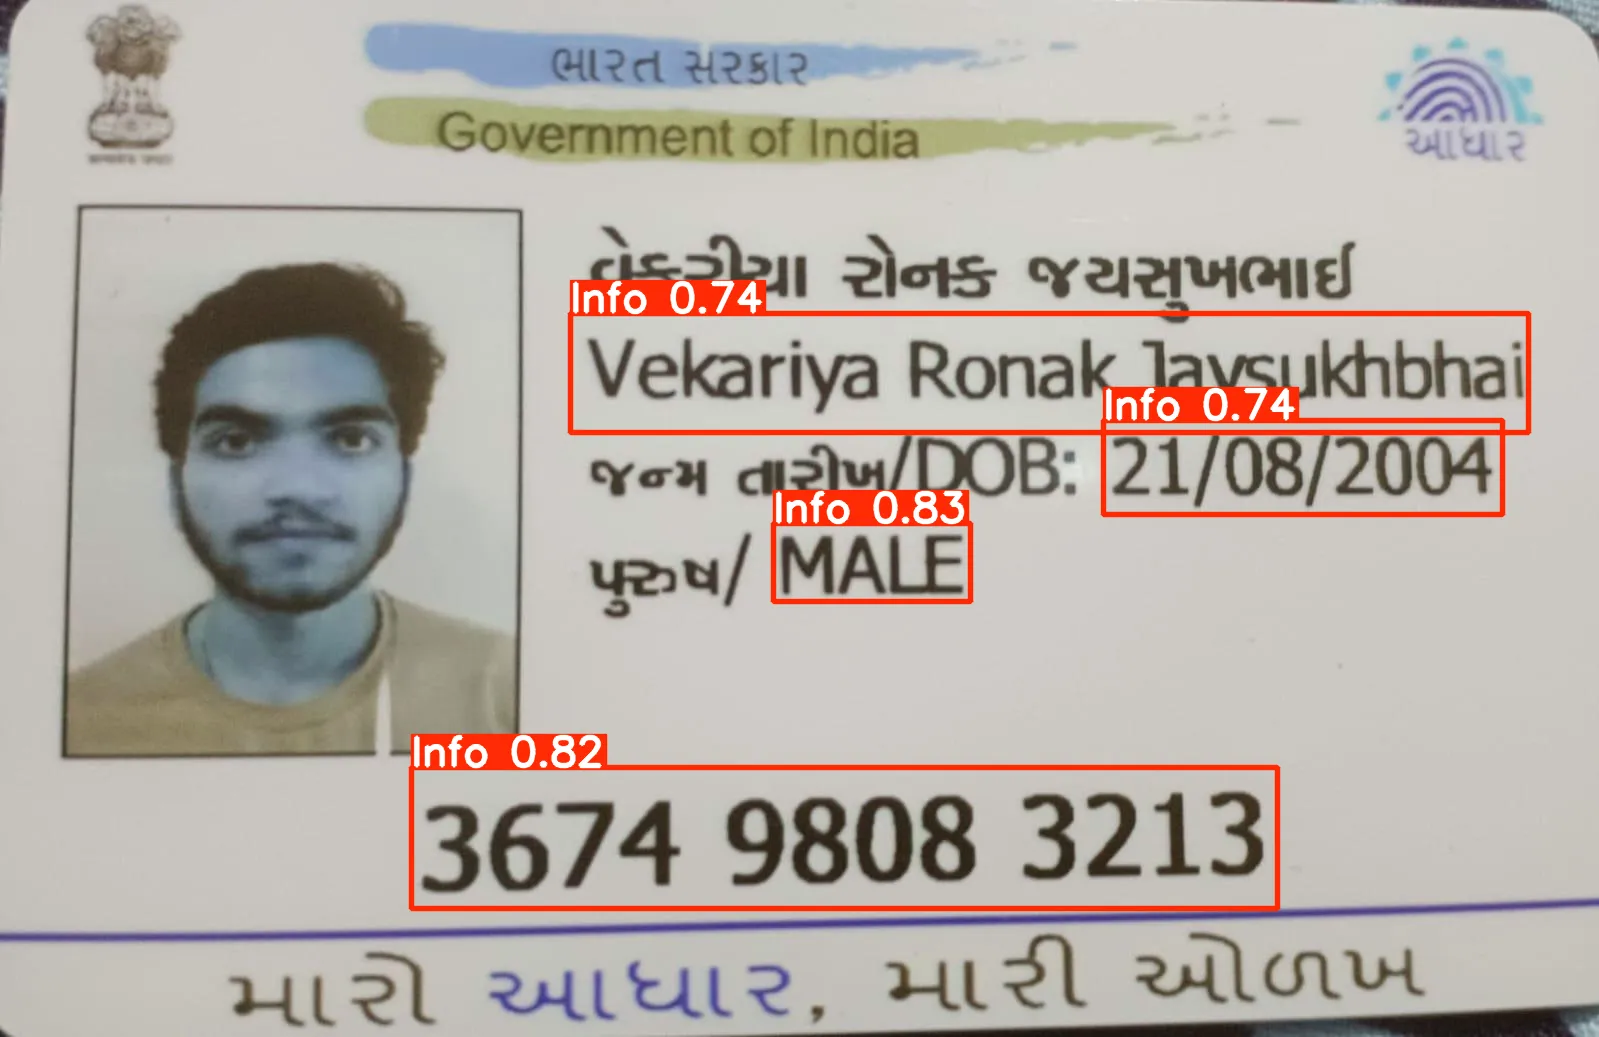 ભારત સરકાર
Government of India
આધાર
વેકરીયા રોનક જયસુખભાઈ
Info 0.74
Vekariya Ronak Jaysukhbhai
Info 0.74
જન્મ તારીખ/DOB: 21/08/2004
Info 0.83
પુરુષ/ MALE
Info 0.82
3674 9808 3213
મારો આધાર, મારી ઓળખ